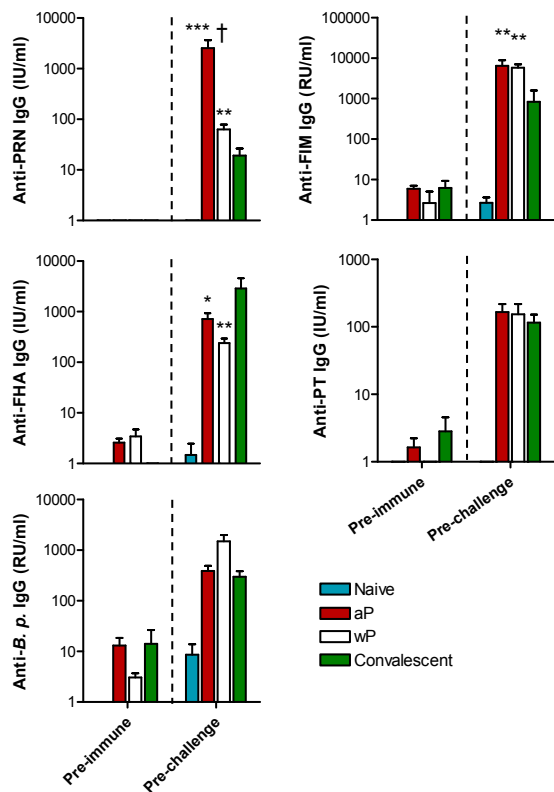 Anti-PRN IgG (IU/ml)
10000
1000
100
10
1
*** †
**
Anti-FIM IgG (RU/ml)
100000
10000
1000
100
10
1
** **
Anti-FHA IgG (IU/ml)
10000
1000
100
10
1
*
**
Anti-PT IgG (IU/ml)
1000
100
10
1
Pre-immune
Pre-challenge
Anti-B. p. IgG (RU/ml)
10000
1000
100
10
1
Pre-immune
Pre-challenge
Naive
aP
wP
Convalescent